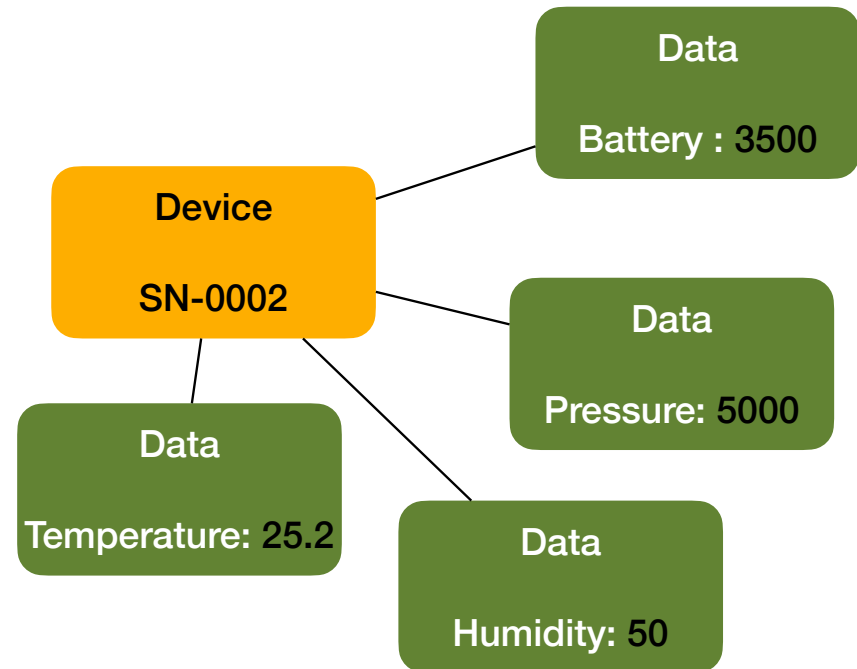 Data
Battery : 3500
Device
SN-0002
Data
Pressure: 5000
Data
Temperature: 25.2
Data
Humidity: 50